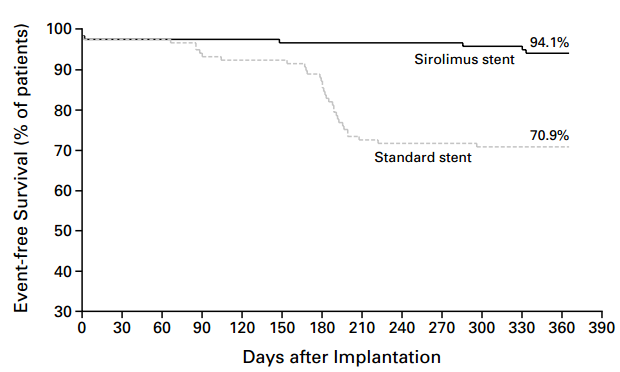 Event-free Survival (% of patients)
100
90
80
70
60
50
40
30
94.1%
Sirolimus stent
70.9%
Standard stent
0 30 60 90 120 150 180 210 240 270 300 330 360 390
Days after Implantation